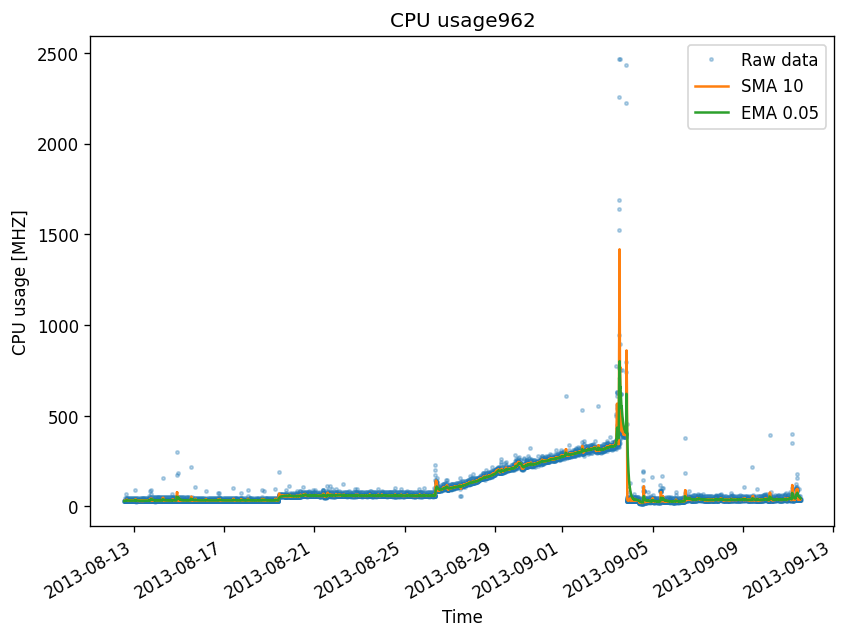 CPU usage962
Raw data
SMA 10
EMA 0.05
CPU usage [MHZ]
2500
2000
1500
1000
500
0
2013-08-13
2013-08-17
2013-08-21
2013-08-25
2013-08-29
2013-09-01
2013-09-05
2013-09-09
2013-09-13
Time